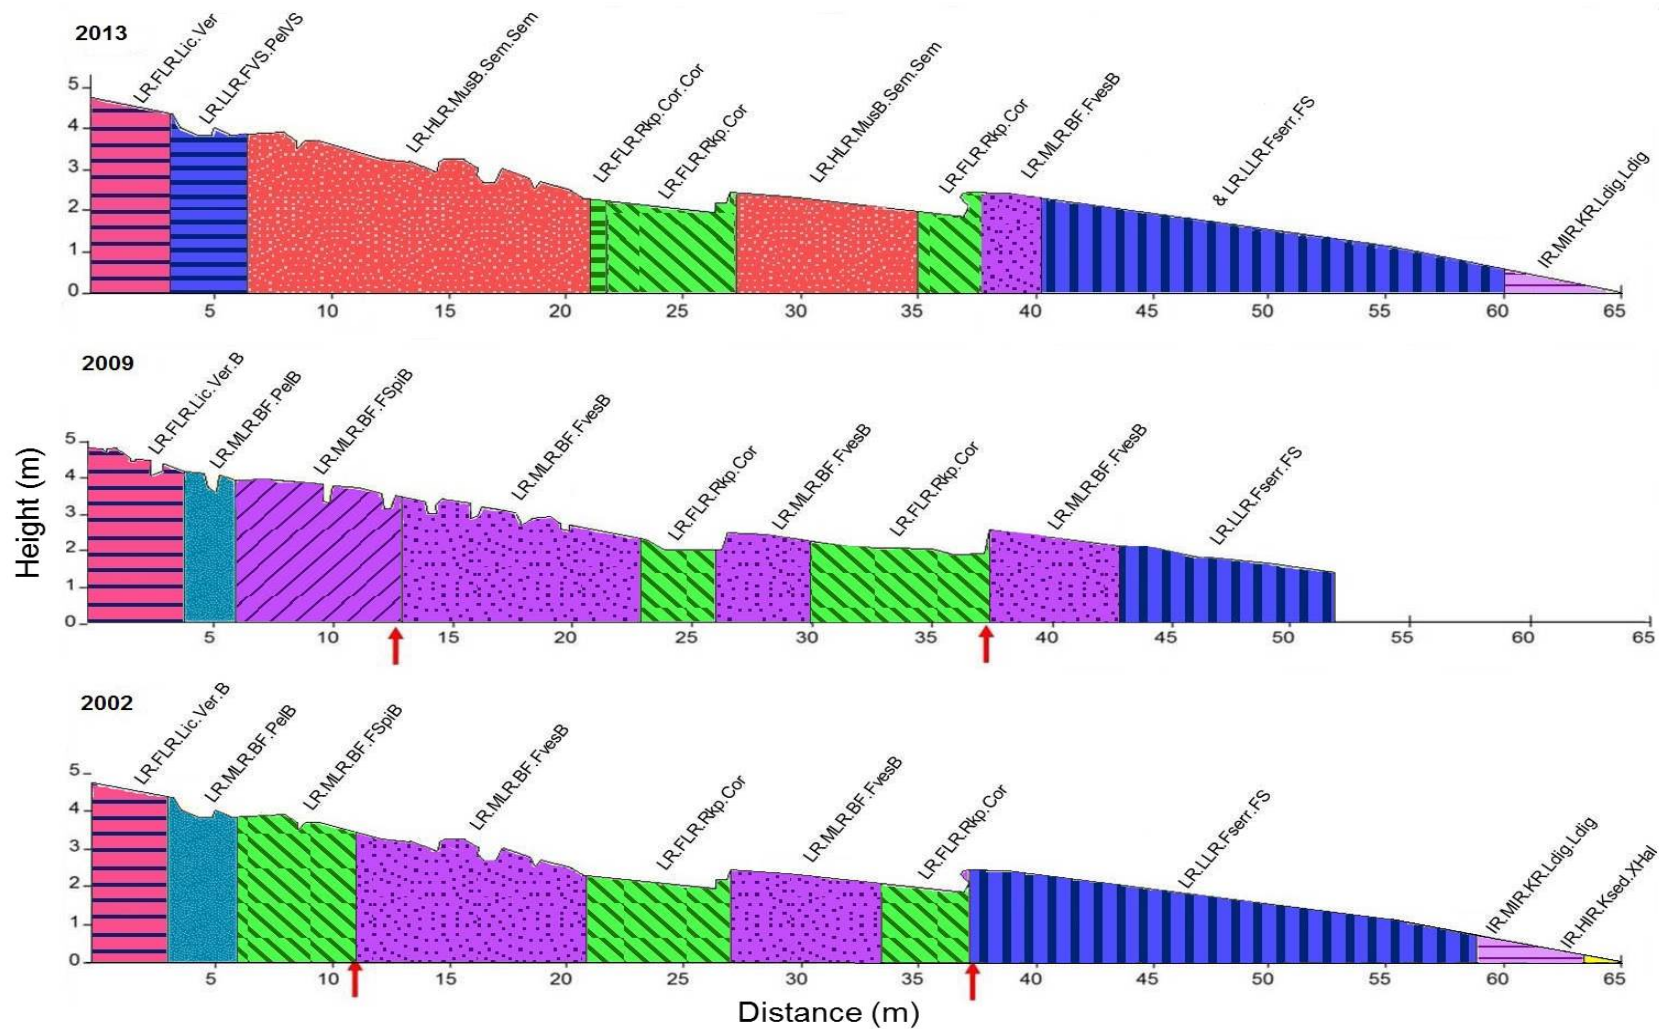 2013
LR.FLR.Lic.Ver
LR.LLR.FVS.PelVS
LR.HLR.MusB.Sem.Sem
LR.FLR.Rkp.Cor.Cor
LR.FLR.Rkp.Cor
LR.HLR.MusB.Sem.Sem
LR.FLR.Rkp.Cor
LR.MLR.BF.FvesB
& LR.LLR.Fserr.FS
IR.MIR.KR.Ldig.Ldig
5
4
3
2
1
0
5 10 15 20 25 30 35 40 45 50 55 60 65
2009
LR.FLR.Lic.Ver.B
LR.MLR.BF.PelB
LR.MLR.BF.FSpiB
LR.MLR.BF.FvesB
LR.FLR.Rkp.Cor
LR.MLR.BF.FvesB
LR.FLR.Rkp.Cor
LR.MLR.BF.FvesB
LR.LLR.Fserr.FS
Height (m)
5
4
3
2
1
0
5 10 15 20 25 30 35 40 45 50 55 60 65
2002
LR.FLR.Lic.Ver.B
LR.MLR.BF.PelB
LR.MLR.BF.FSpiB
LR.MLR.BF.FvesB
LR.FLR.Rkp.Cor
LR.MLR.BF.FvesB
LR.FLR.Rkp.Cor
LR.LLR.Fserr.FS
IR.MIR.KR.Ldig.Ldig
IR.HIR.Ksed.XHal
5
4
3
2
1
0
5 10 15 20 25 30 35 40 45 50 55 60 65
Distance (m)